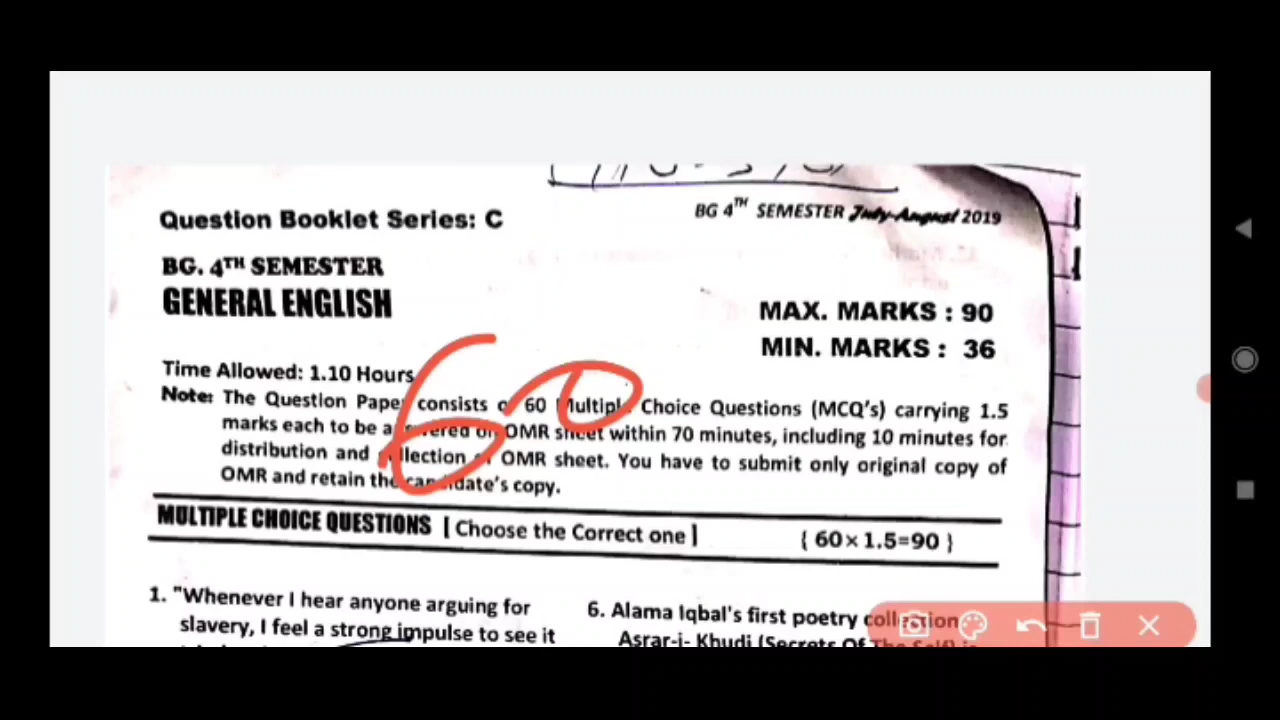 Question Booklet Series: C
BG 4TH SEMESTER July-August 2019
BG. 4TH SEMESTER
GENERAL ENGLISH
MAX. MARKS : 90
MIN. MARKS : 36
Time Allowed: 1.10 Hours
60
Note: The Question Paper consists of 60 Multiple Choice Questions (MCQ's) carrying 1.5
marks each to be answered on OMR sheet within 70 minutes, including 10 minutes for
distribution and collection of OMR sheet. You have to submit only original copy of
OMR and retain the candidate's copy.
MULTIPLE CHOICE QUESTIONS [ Choose the Correct one ] { 60×1.5=90 }
1. "Whenever I hear anyone arguing for
slavery, I feel a strong impulse to see it
6. Alama Iqbal's first poetry collection
Asrar-i- Khudi (Secrets Of The Self) is